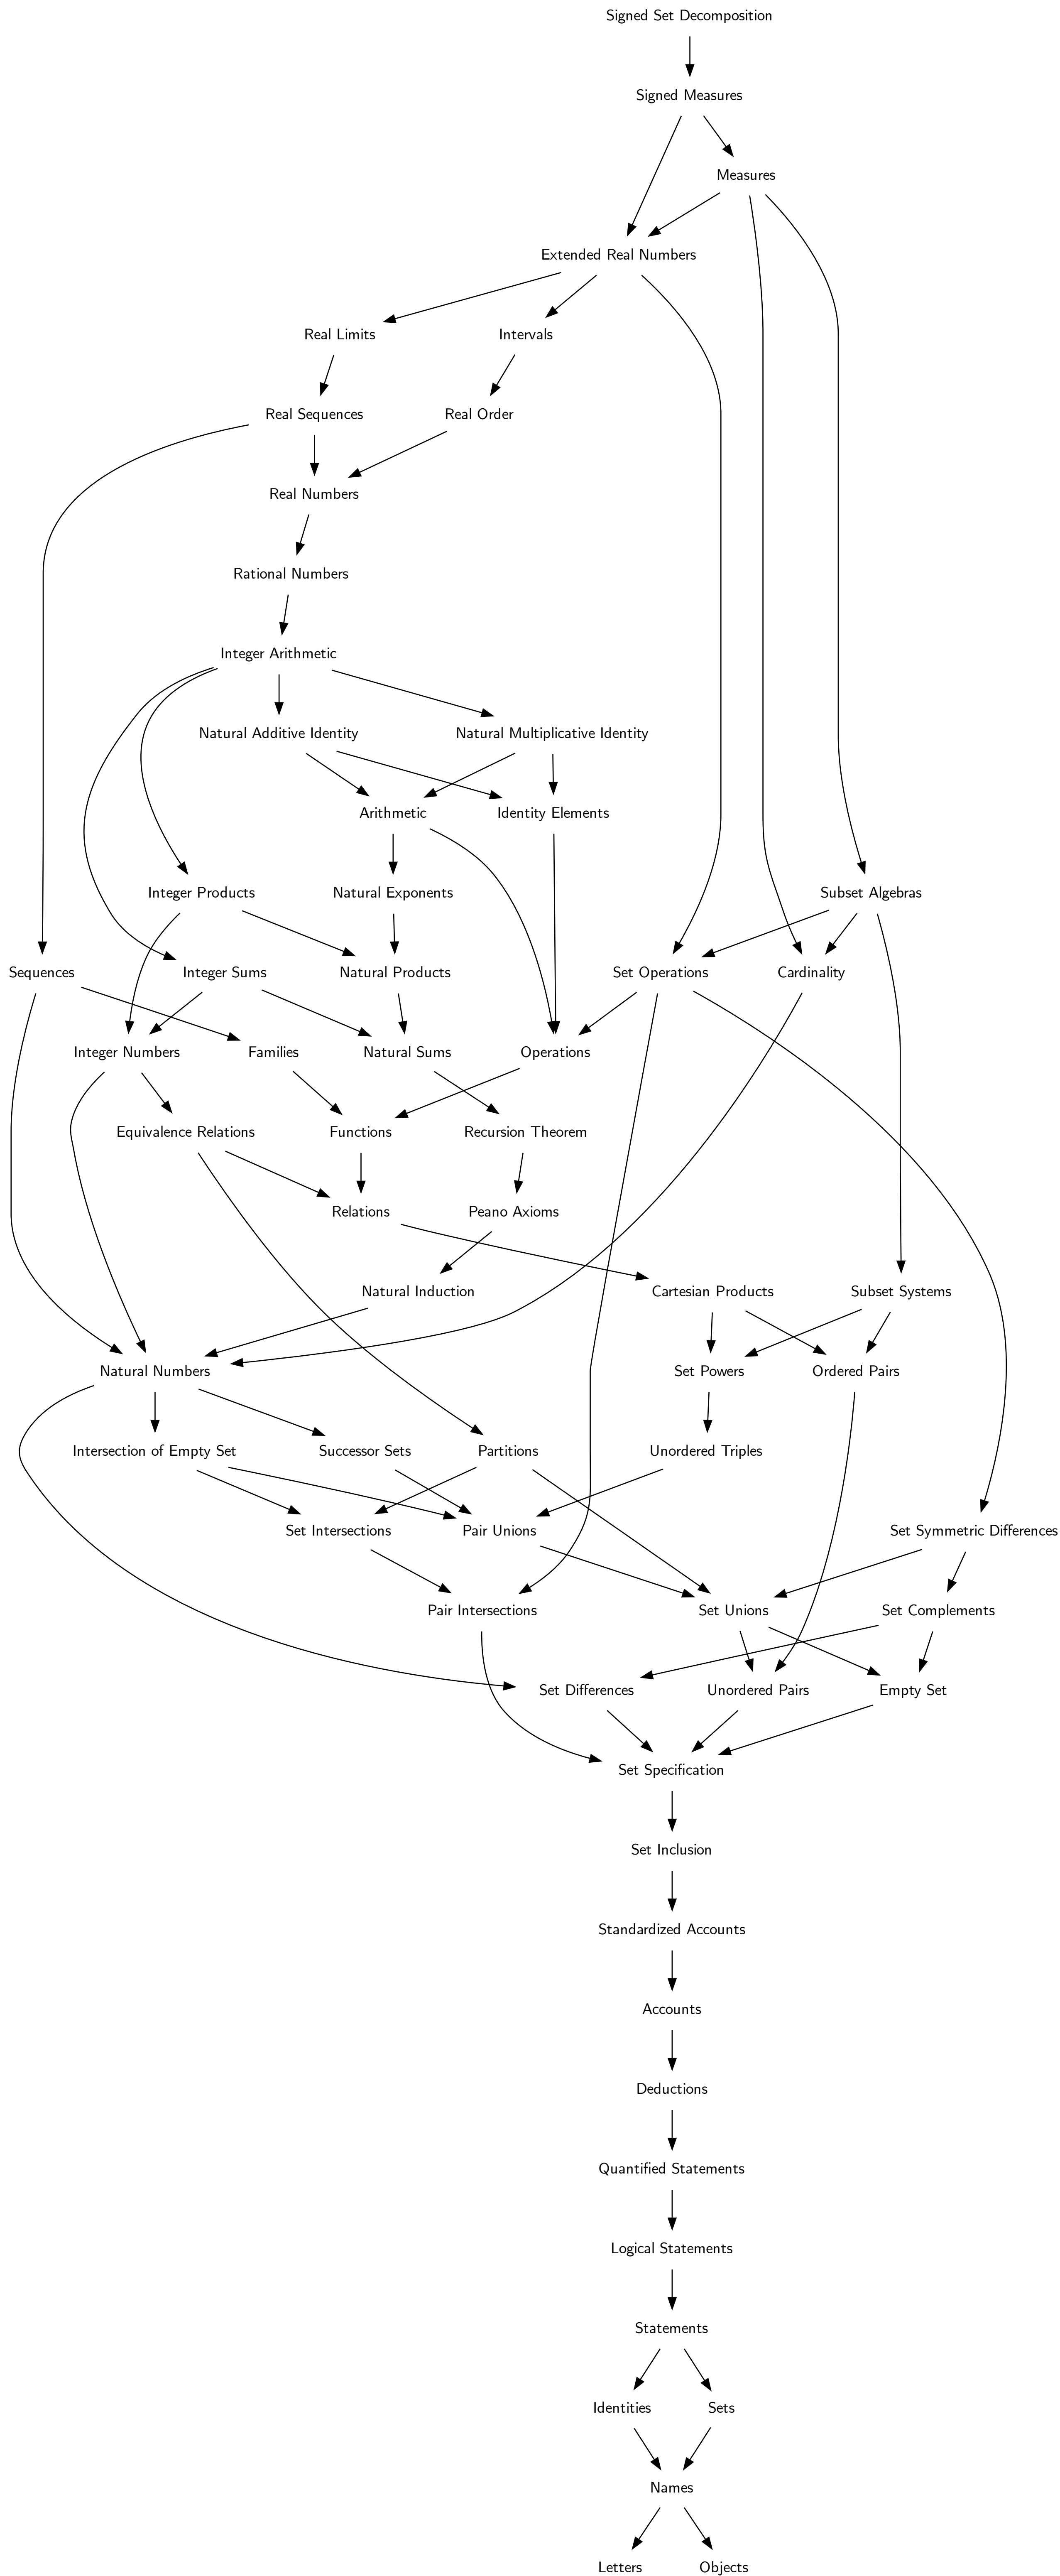 Signed Set Decomposition
Signed Measures
Measures
Extended Real Numbers
Real Limits
Intervals
Real Sequences
Real Order
Real Numbers
Rational Numbers
Integer Arithmetic
Natural Additive Identity
Natural Multiplicative Identity
Arithmetic
Identity Elements
Integer Products
Natural Exponents
Subset Algebras
Sequences
Integer Sums
Natural Products
Set Operations
Cardinality
Integer Numbers
Families
Natural Sums
Operations
Equivalence Relations
Functions
Recursion Theorem
Relations
Peano Axioms
Natural Induction
Cartesian Products
Subset Systems
Natural Numbers
Set Powers
Ordered Pairs
Intersection of Empty Set
Successor Sets
Partitions
Unordered Triples
Set Intersections
Pair Unions
Set Symmetric Differences
Pair Intersections
Set Unions
Set Complements
Set Differences
Unordered Pairs
Empty Set
Set Specification
Set Inclusion
Standardized Accounts
Accounts
Deductions
Quantified Statements
Logical Statements
Statements
Identities
Sets
Names
Letters
Objects